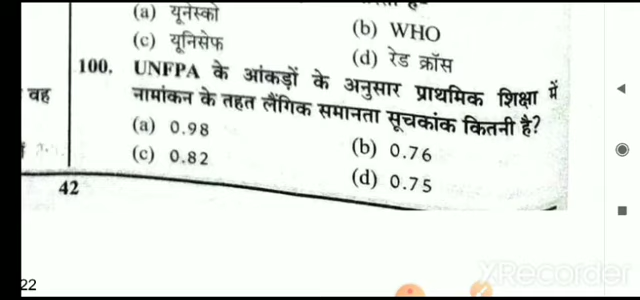 (a) यूनेस्को
(b) WHO
(c) यूनिसेफ
(d) रेड क्रॉस
100. UNFPA के आंकड़ों के अनुसार प्राथमिक शिक्षा में
वह
नामांकन के तहत लैंगिक समानता सूचकांक कितनी है?
(a) 0.98
(b) 0.76
(c) 0.82
(d) 0.75
42
22
XRecorder